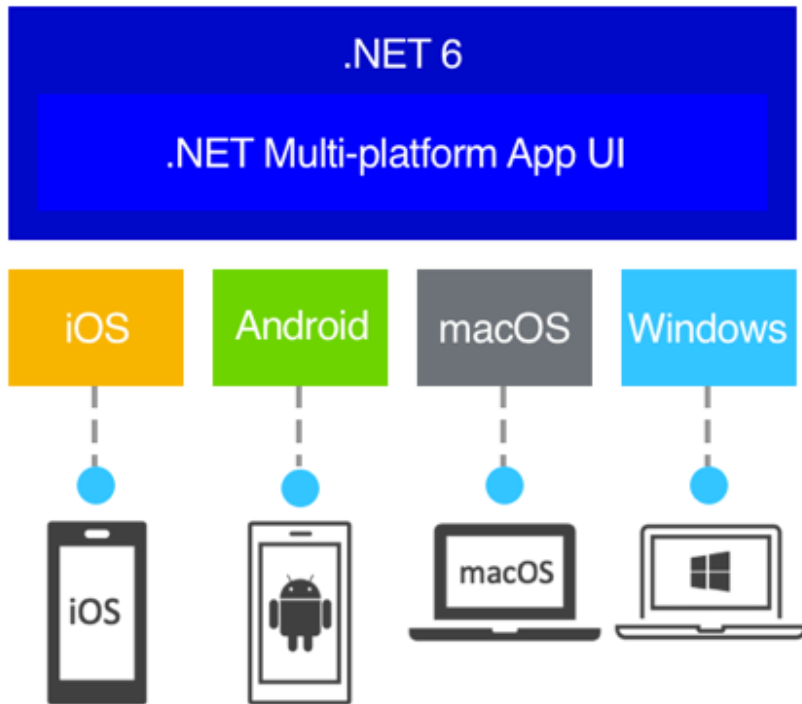 .NET 6
.NET Multi-platform App UI
iOS
Android
macOS
Windows
iOS
macOS